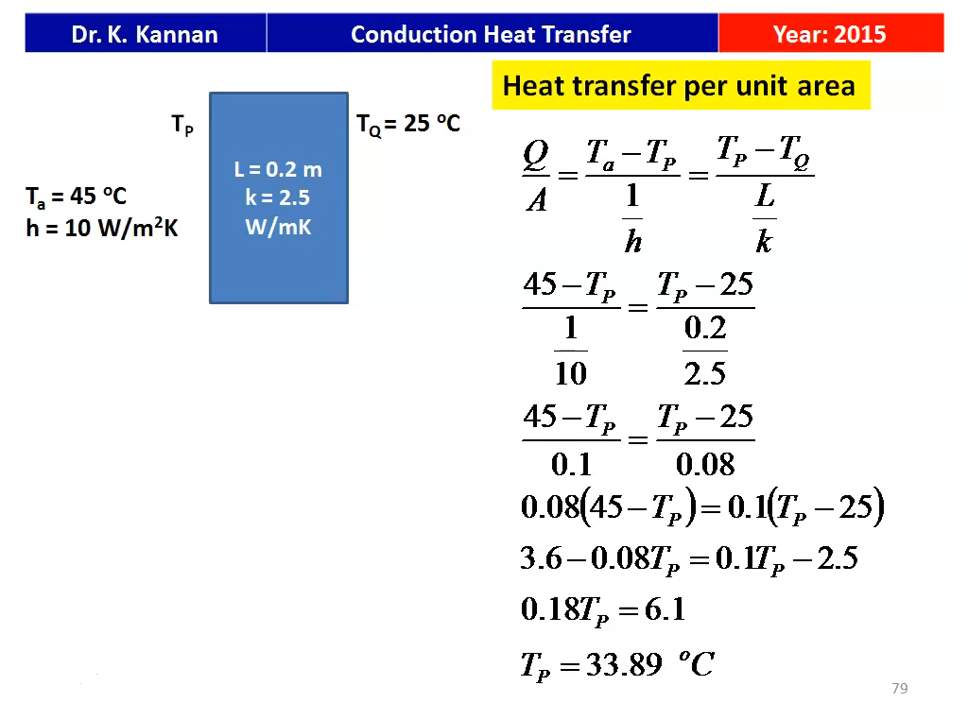 Dr. K. Kannan Conduction Heat Transfer Year: 2015
Heat transfer per unit area
T_P
T_Q = 25 °C
L = 0.2 m
k = 2.5
W/mK
T_a = 45 °C
h = 10 W/m²K
Q/A = (T_a − T_P)/(1/h) = (T_P − T_Q)/(L/k)
(45 − T_P)/(1/10) = (T_P − 25)/(0.2/2.5)
(45 − T_P)/0.1 = (T_P − 25)/0.08
0.08(45 − T_P) = 0.1(T_P − 25)
3.6 − 0.08T_P = 0.1T_P − 2.5
0.18T_P = 6.1
T_P = 33.89 °C
79